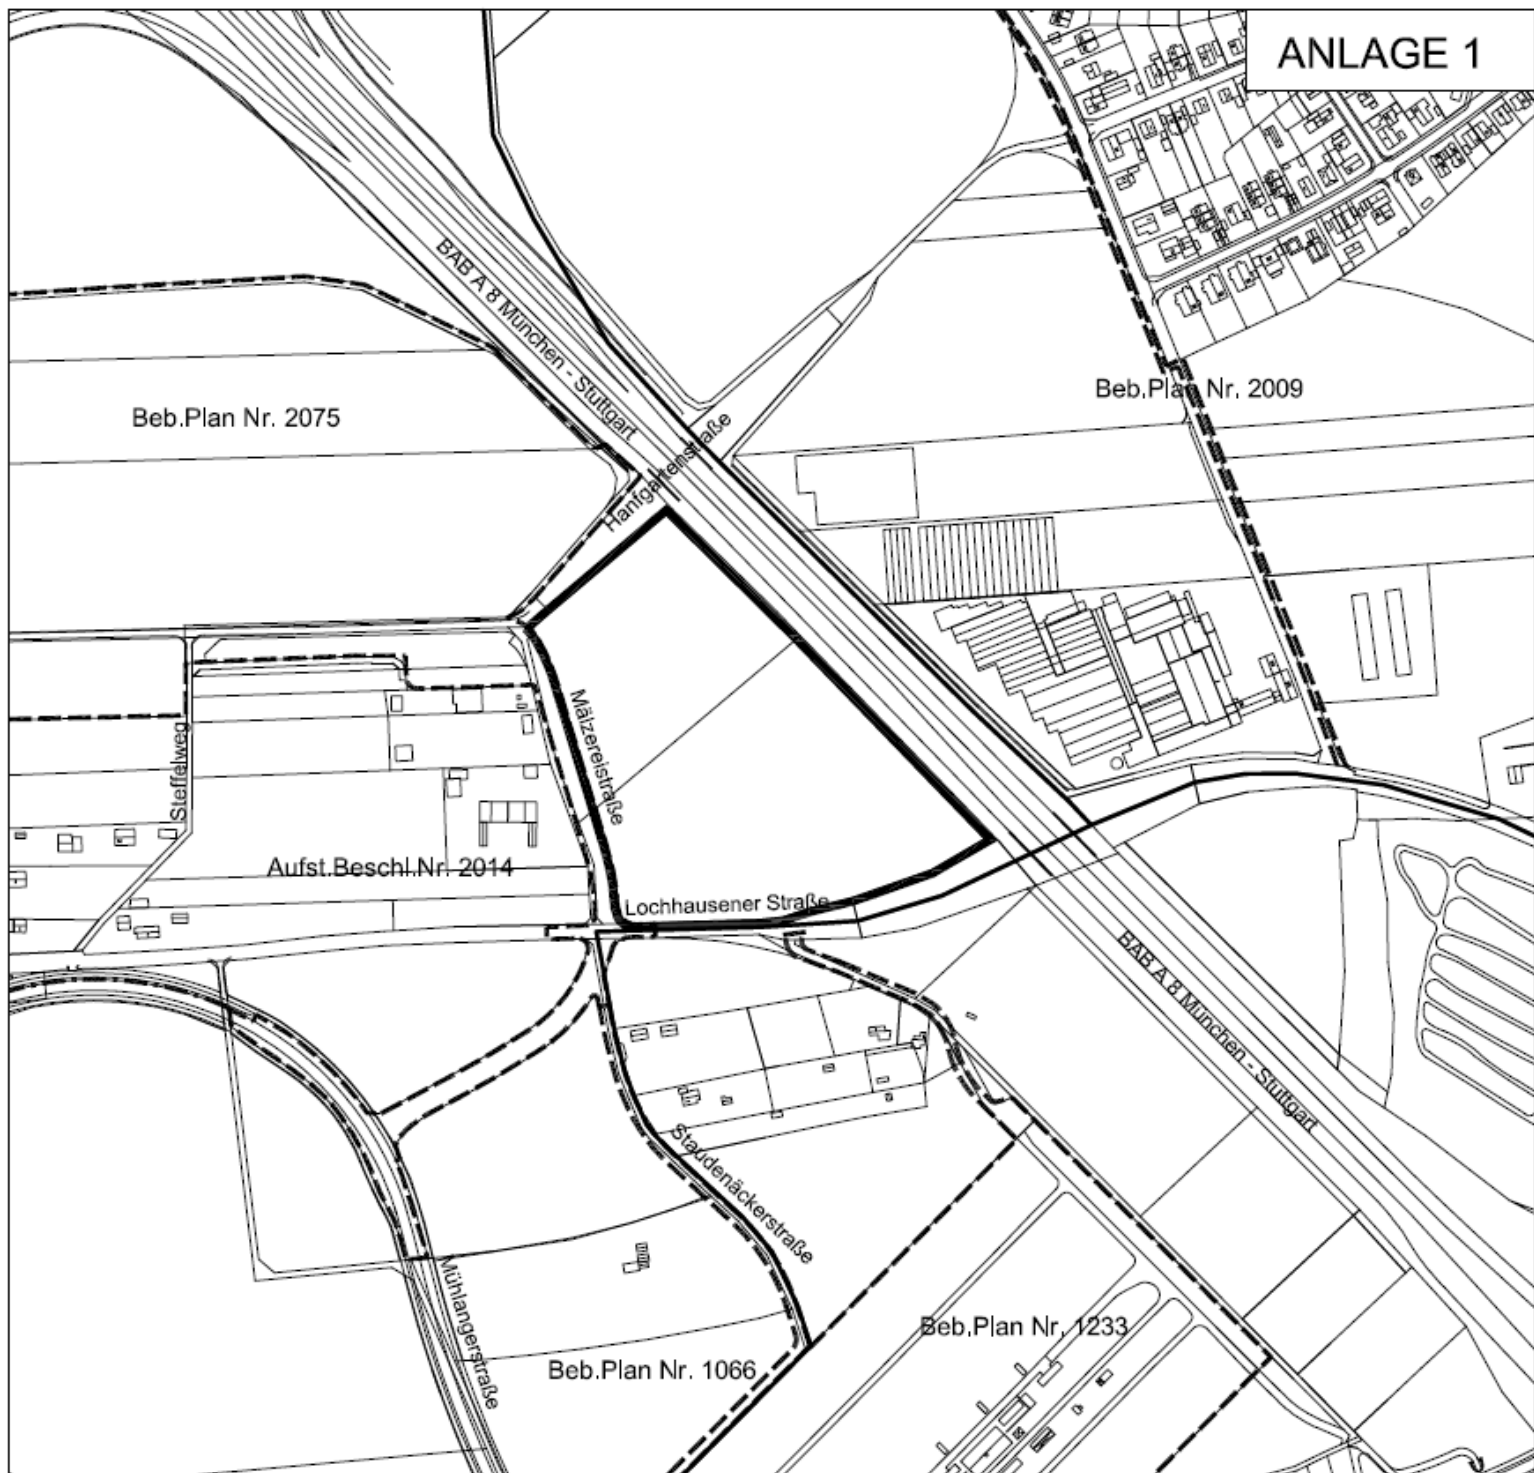 ANLAGE 1
BAB A 8 München - Stuttgart
Beb.Plan Nr. 2075
Beb.Plan Nr. 2009
Hanfgartenstraße
Mälzereistraße
Steffelweg
Aufst.Beschl.Nr. 2014
Lochhausener Straße
BAB A 8 München - Stuttgart
Staudenäckerstraße
Mühlangerstraße
Beb.Plan Nr. 1233
Beb.Plan Nr. 1066